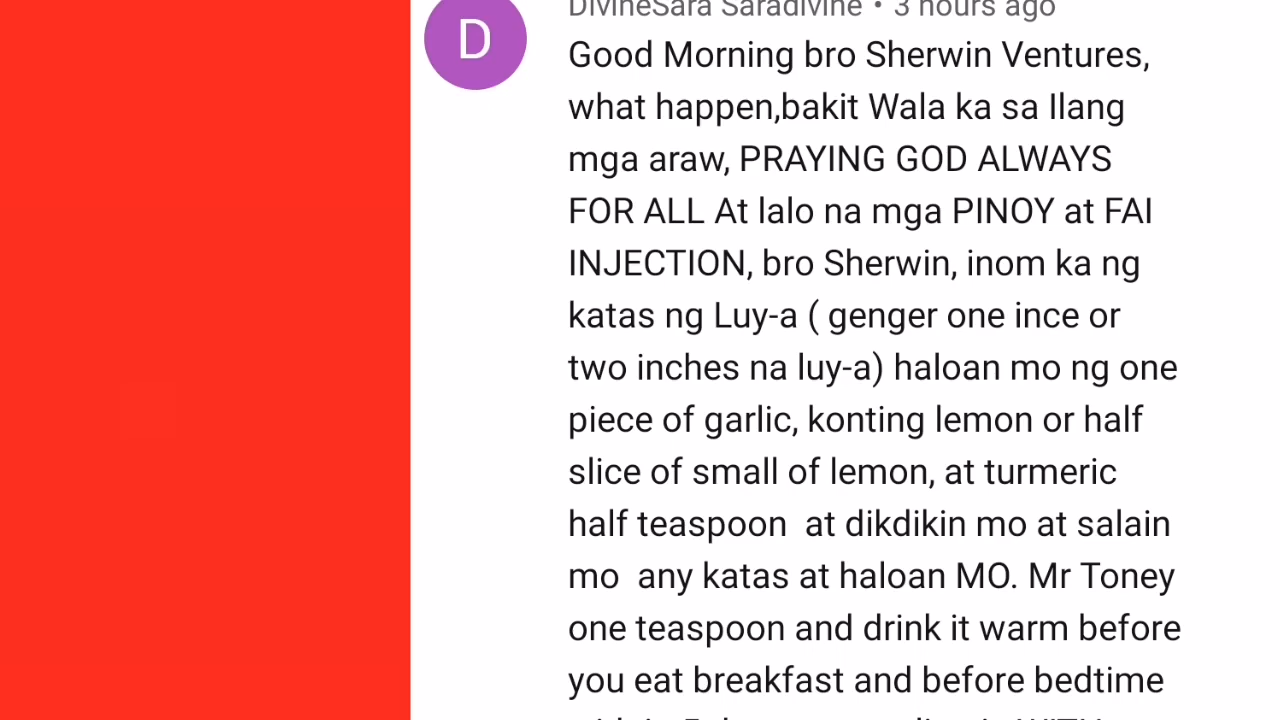 D
DivineSara Saradivine • 3 hours ago
Good Morning bro Sherwin Ventures,
what happen,bakit Wala ka sa Ilang
mga araw, PRAYING GOD ALWAYS
FOR ALL At lalo na mga PINOY at FAI
INJECTION, bro Sherwin, inom ka ng
katas ng Luy-a ( genger one ince or
two inches na luy-a) haloan mo ng one
piece of garlic, konting lemon or half
slice of small of lemon, at turmeric
half teaspoon  at dikdikin mo at salain
mo  any katas at haloan MO. Mr Toney
one teaspoon and drink it warm before
you eat breakfast and before bedtime